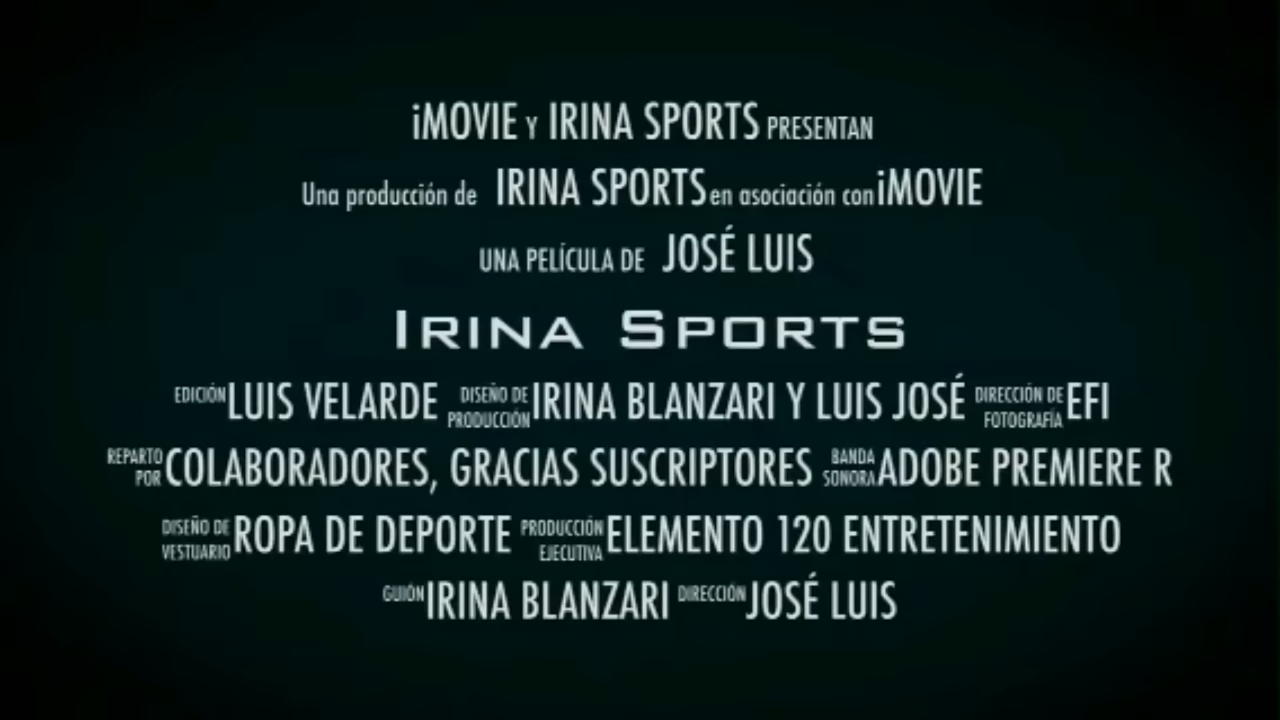 iMOVIE Y IRINA SPORTS PRESENTAN
Una producción de IRINA SPORTS en asociación con iMOVIE
UNA PELÍCULA DE JOSÉ LUIS
IRINA SPORTS
EDICIÓN LUIS VELARDE DISEÑO DE PRODUCCIÓN IRINA BLANZARI Y LUIS JOSÉ DIRECCIÓN DE FOTOGRAFÍA EFI
REPARTO POR COLABORADORES, GRACIAS SUSCRIPTORES BANDA SONORA ADOBE PREMIERE R
DISEÑO DE VESTUARIO ROPA DE DEPORTE PRODUCCIÓN EJECUTIVA ELEMENTO 120 ENTRETENIMIENTO
GUIÓN IRINA BLANZARI DIRECCIÓN JOSÉ LUIS